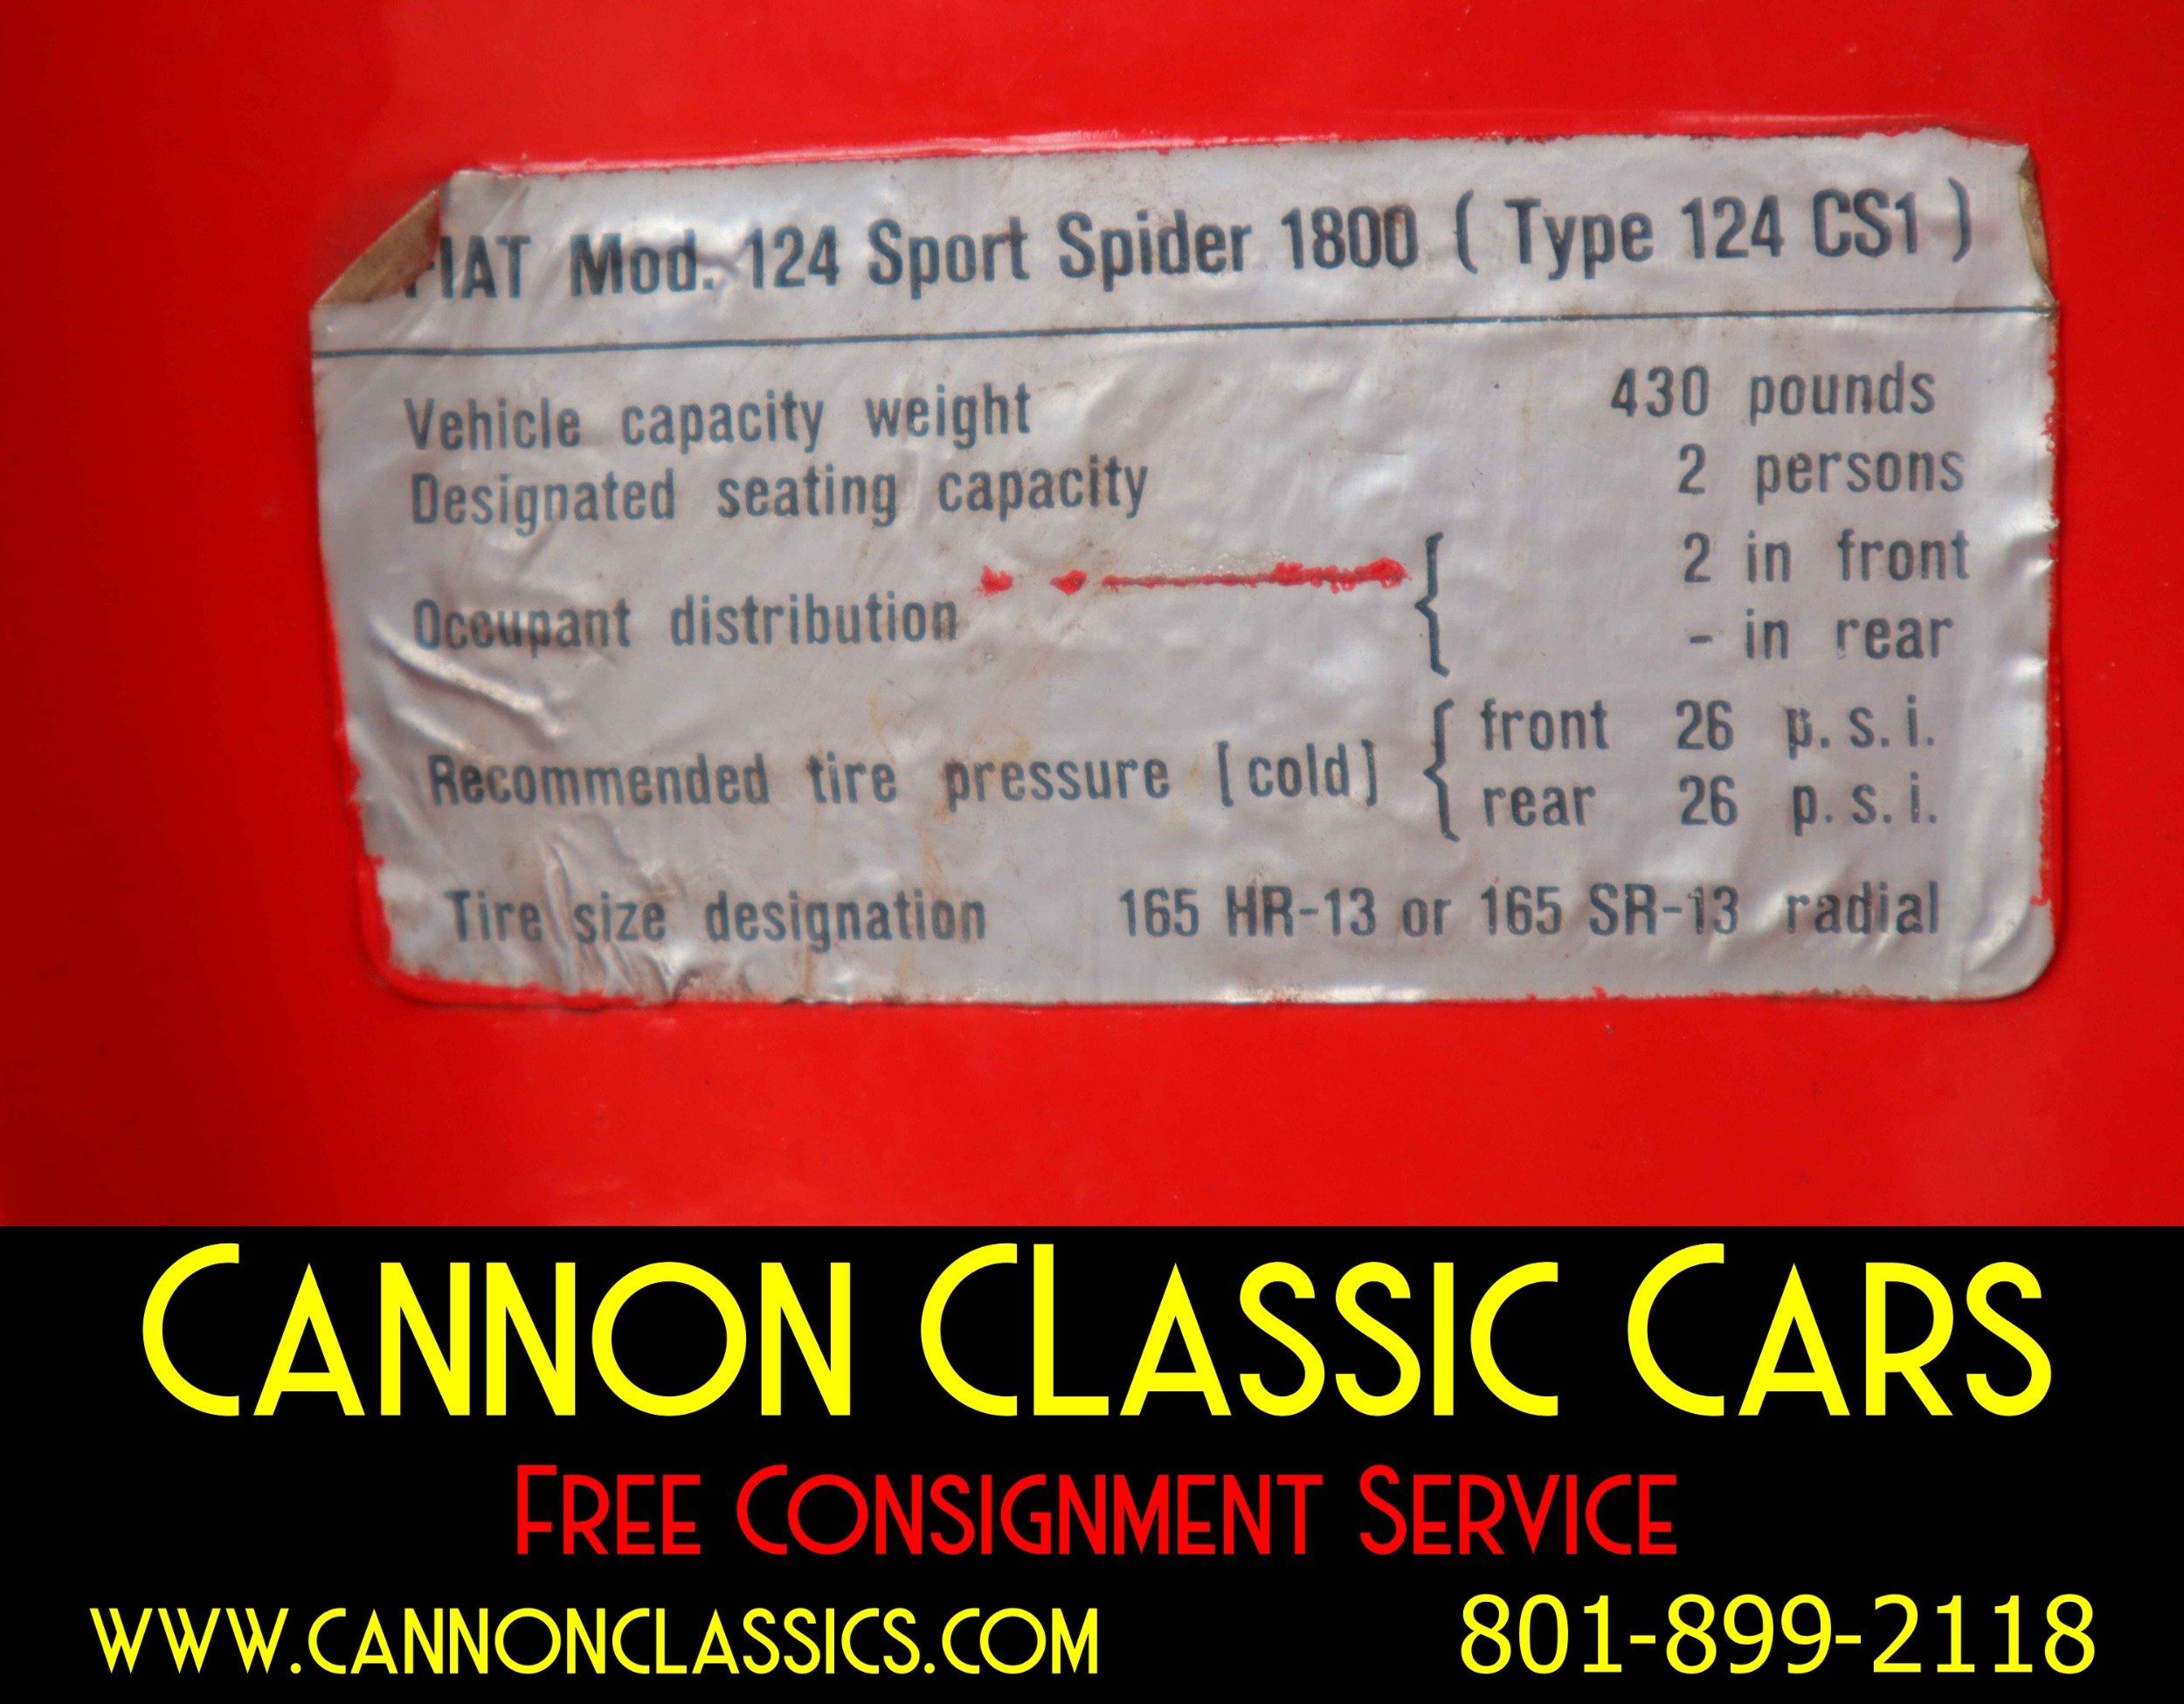 FIAT Mod. 124 Sport Spider 1800 ( Type 124 CS1 )
Vehicle capacity weight 430 pounds
Designated seating capacity 2 persons
Occupant distribution { 2 in front
- in rear
Recommended tire pressure [cold] { front 26 p.s.i.
rear 26 p.s.i.
Tire size designation 165 HR-13 or 165 SR-13 radial
CANNON CLASSIC CARS
FREE CONSIGNMENT SERVICE
WWW.CANNONCLASSICS.COM 801-899-2118